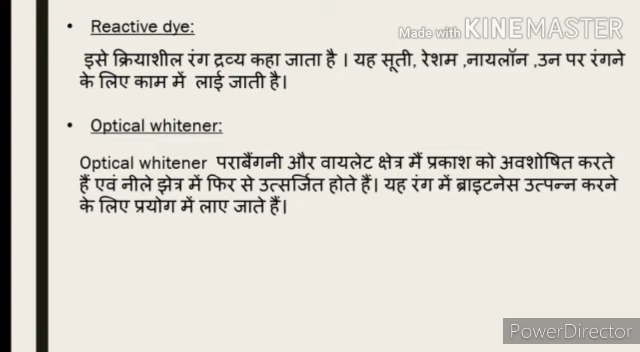 • Reactive dye:
Made with KINEMASTER
इसे क्रियाशील रंग द्रव्य कहा जाता है । यह सूती, रेशम ,नायलॉन ,उन पर रंगने
के लिए काम में लाई जाती है।
• Optical whitener:
Optical whitener पराबैंगनी और वायलेट क्षेत्र में प्रकाश को अवशोषित करते
हैं एवं नीले झेत्र में फिर से उत्सर्जित होते हैं। यह रंग में ब्राइटनेस उत्पन्न करने
के लिए प्रयोग में लाए जाते हैं।
PowerDirector